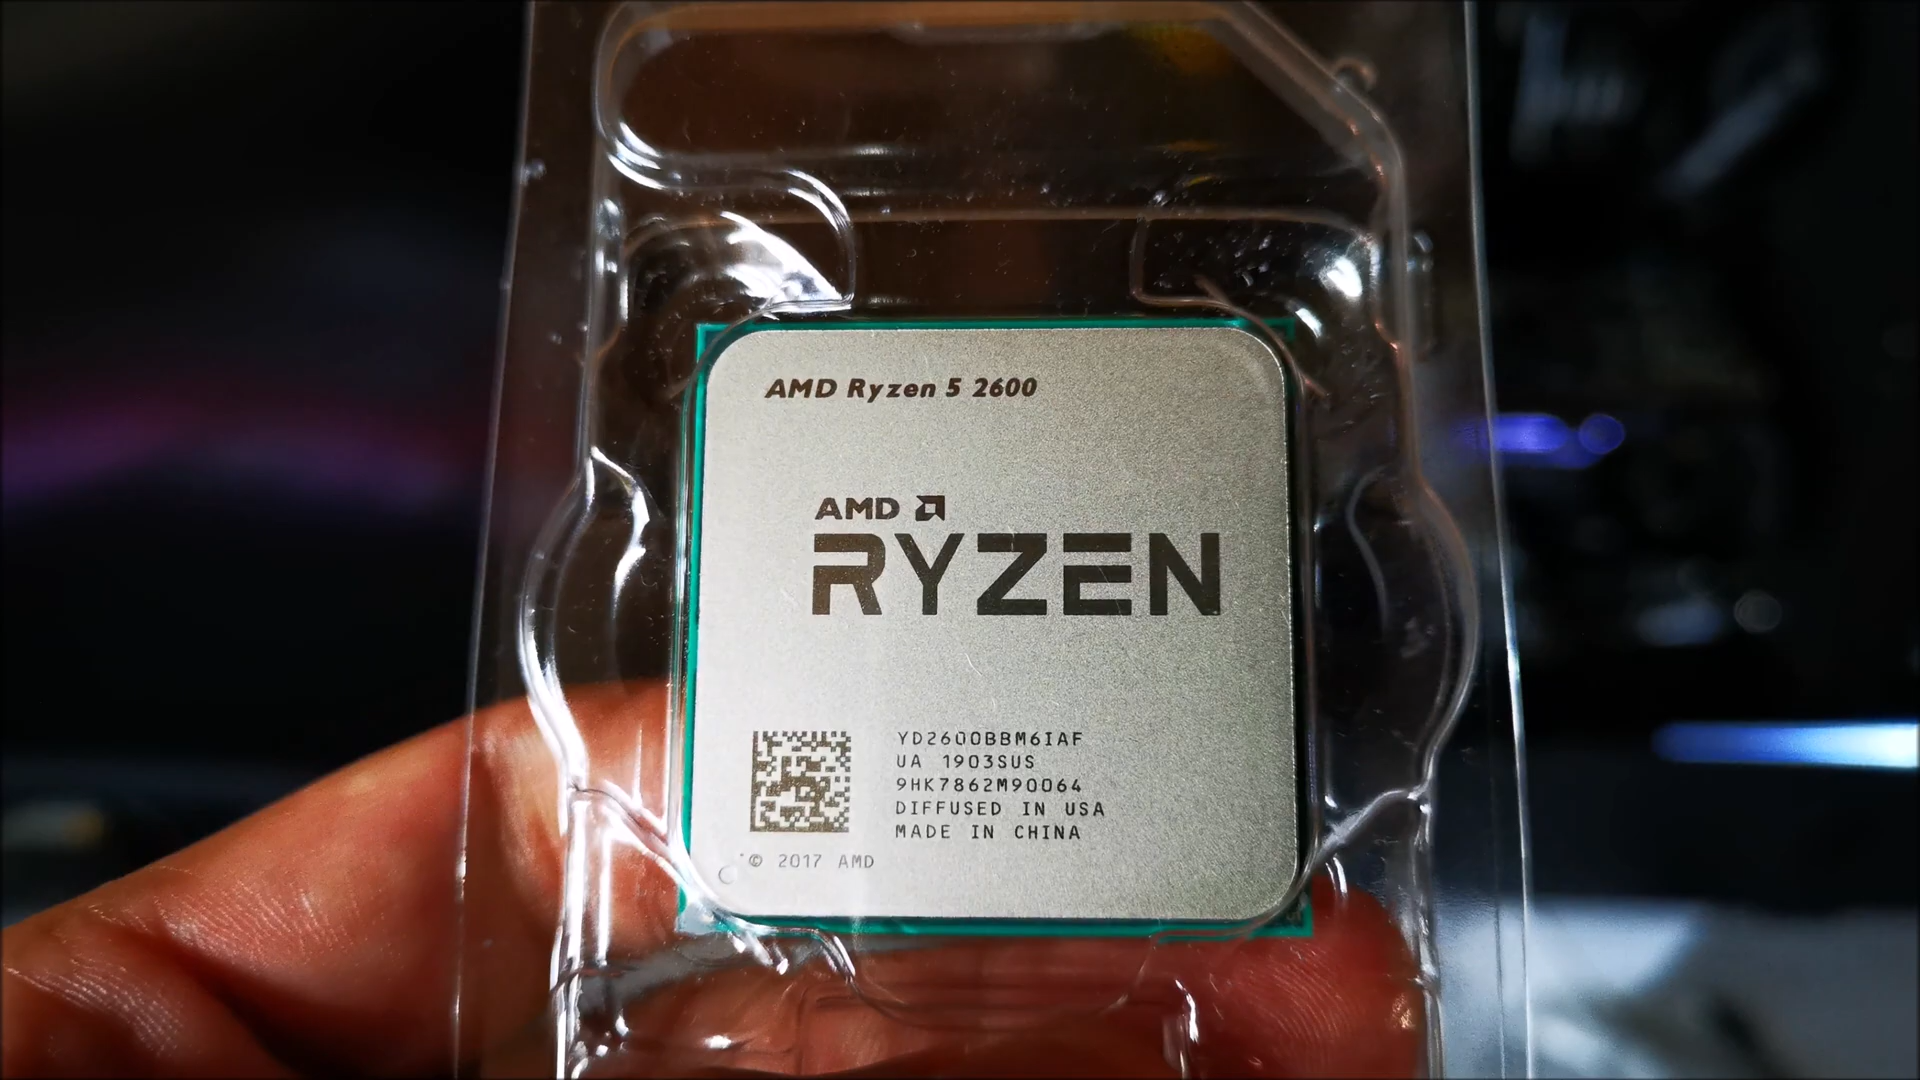 AMD Ryzen 5 2600
AMD
RYZEN
YD2600BBM6IAF
UA 1903SUS
9HK7862M90064
DIFFUSED IN USA
MADE IN CHINA
© 2017 AMD